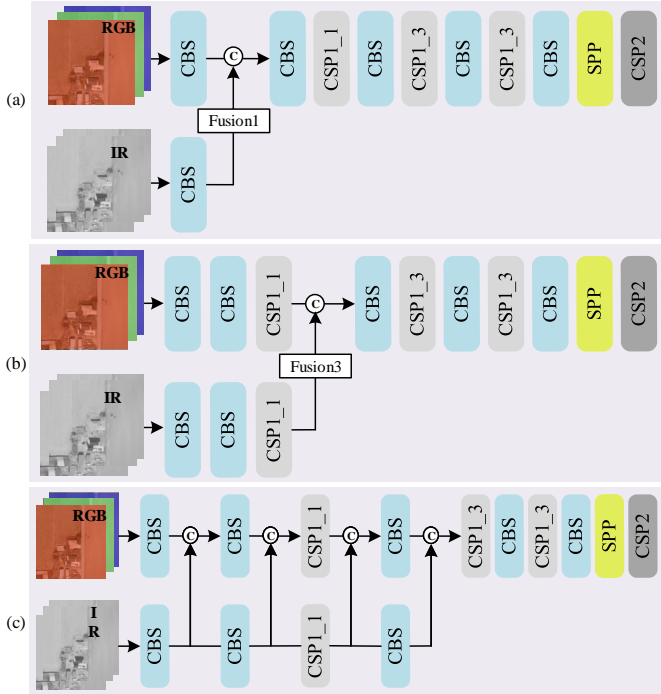 RGB
CBS
C
CBS
CSP1_1
CBS
CSP1_3
CBS
CSP1_3
CBS
SPP
CSP2
(a)
Fusion1
IR
CBS
RGB
CBS
CBS
CSP1_1
C
CBS
CSP1_3
CBS
CSP1_3
CBS
SPP
CSP2
(b)
Fusion3
IR
CBS
CBS
CSP1_1
RGB
CBS
C
CBS
C
CSP1_1
C
CBS
C
CSP1_3
CBS
CSP1_3
CBS
SPP
CSP2
(c)
I
R
CBS
CBS
CSP1_1
CBS